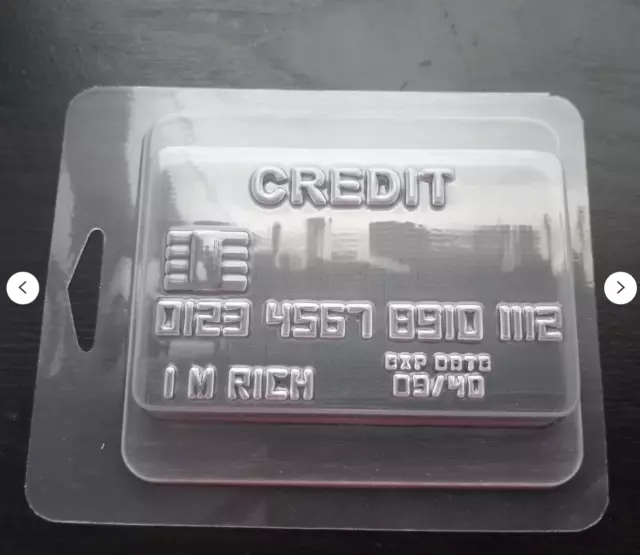 CREDIT
0123 4567 8910 1112
I M RICH
EXP DATE
09/40